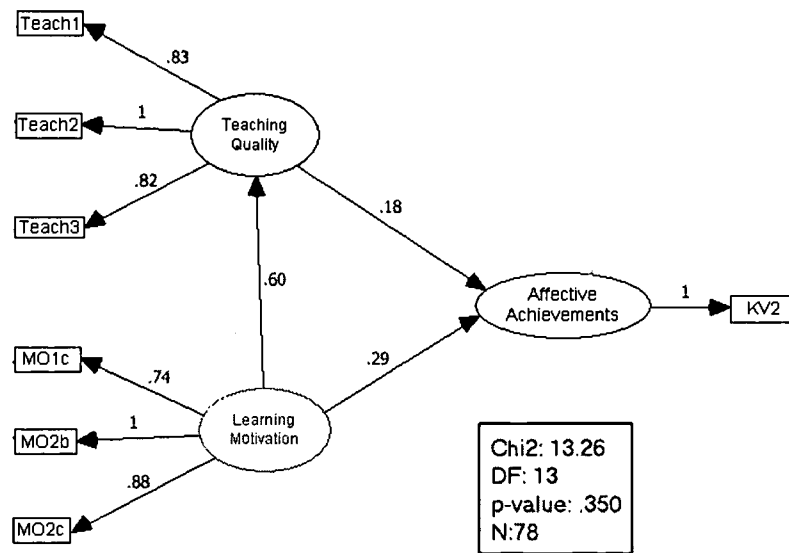 Teach1
.83
Teach2
1
Teaching
Quality
.82
Teach3
.18
.60
Affective
Achievements
1
KV2
MO1c
.74
.29
1
MO2b
Learning
Motivation
.88
MO2c
Chi2: 13.26
DF: 13
p-value: .350
N:78